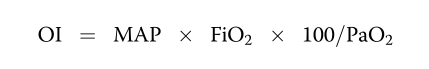 OI = MAP × FiO₂ × 100/PaO₂